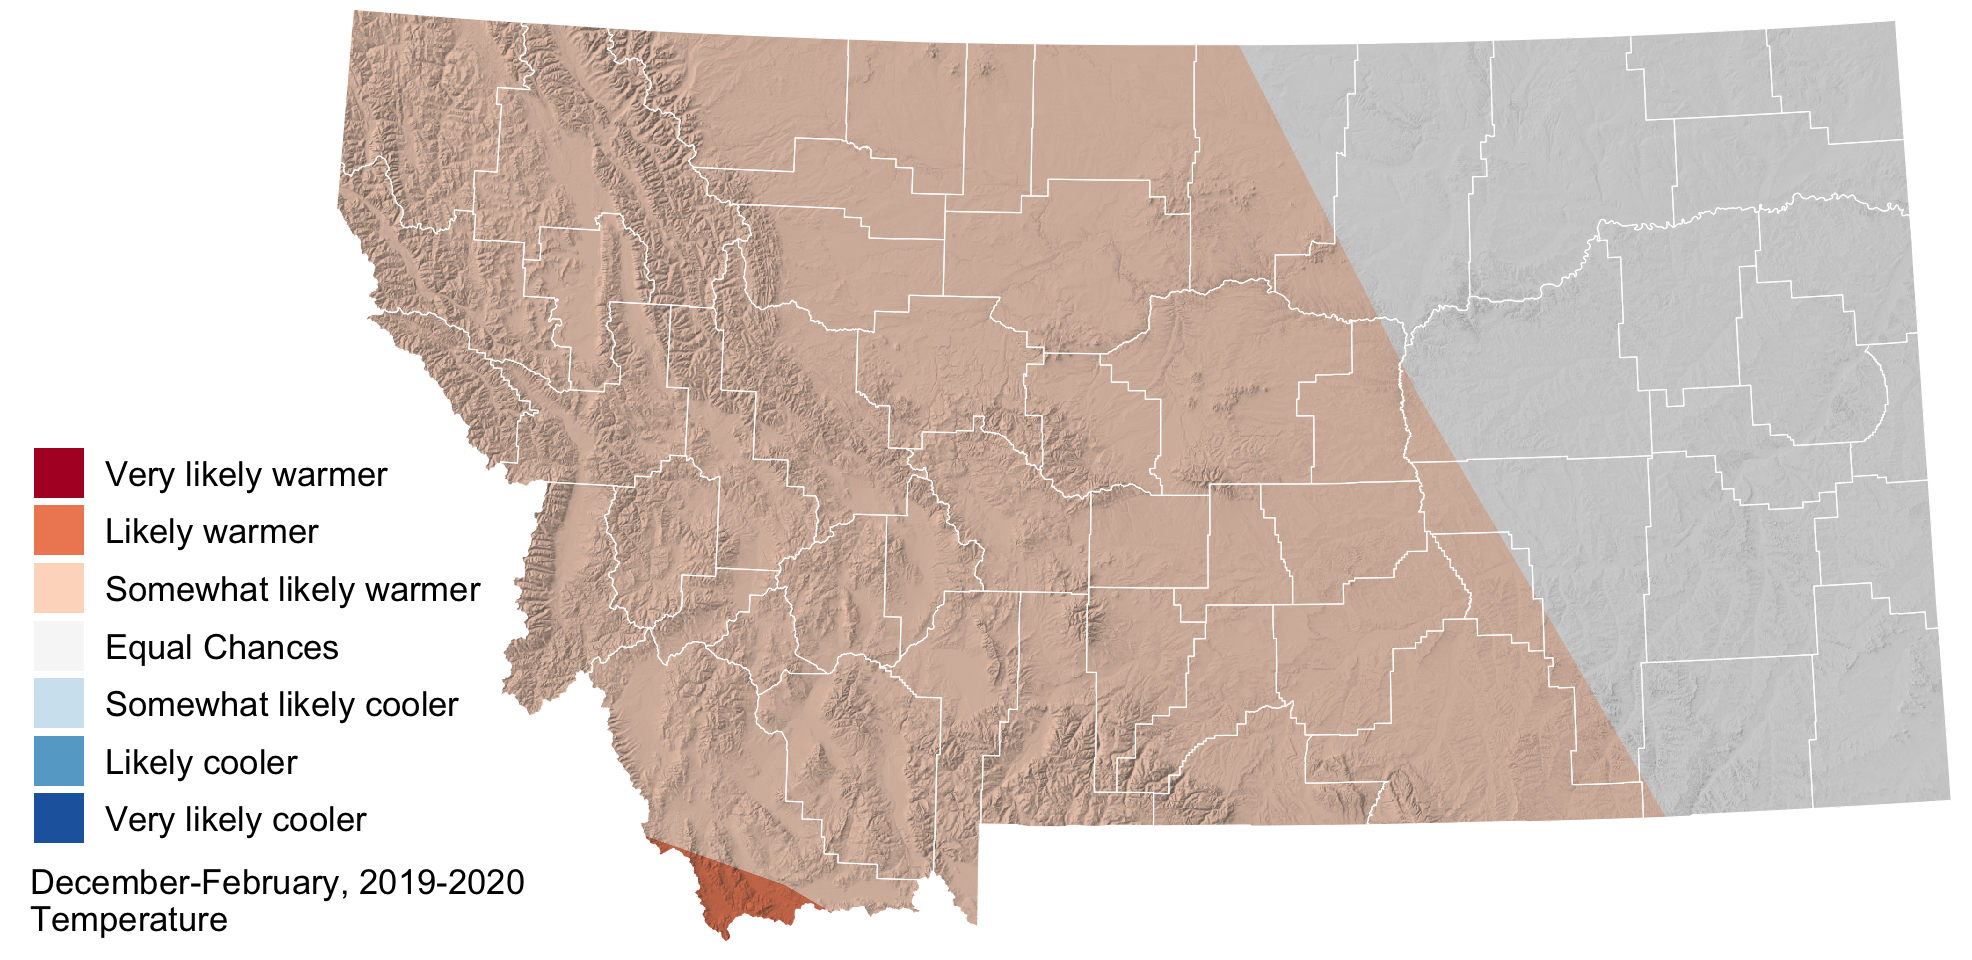 Very likely warmer
Likely warmer
Somewhat likely warmer
Equal Chances
Somewhat likely cooler
Likely cooler
Very likely cooler
December-February, 2019-2020
Temperature